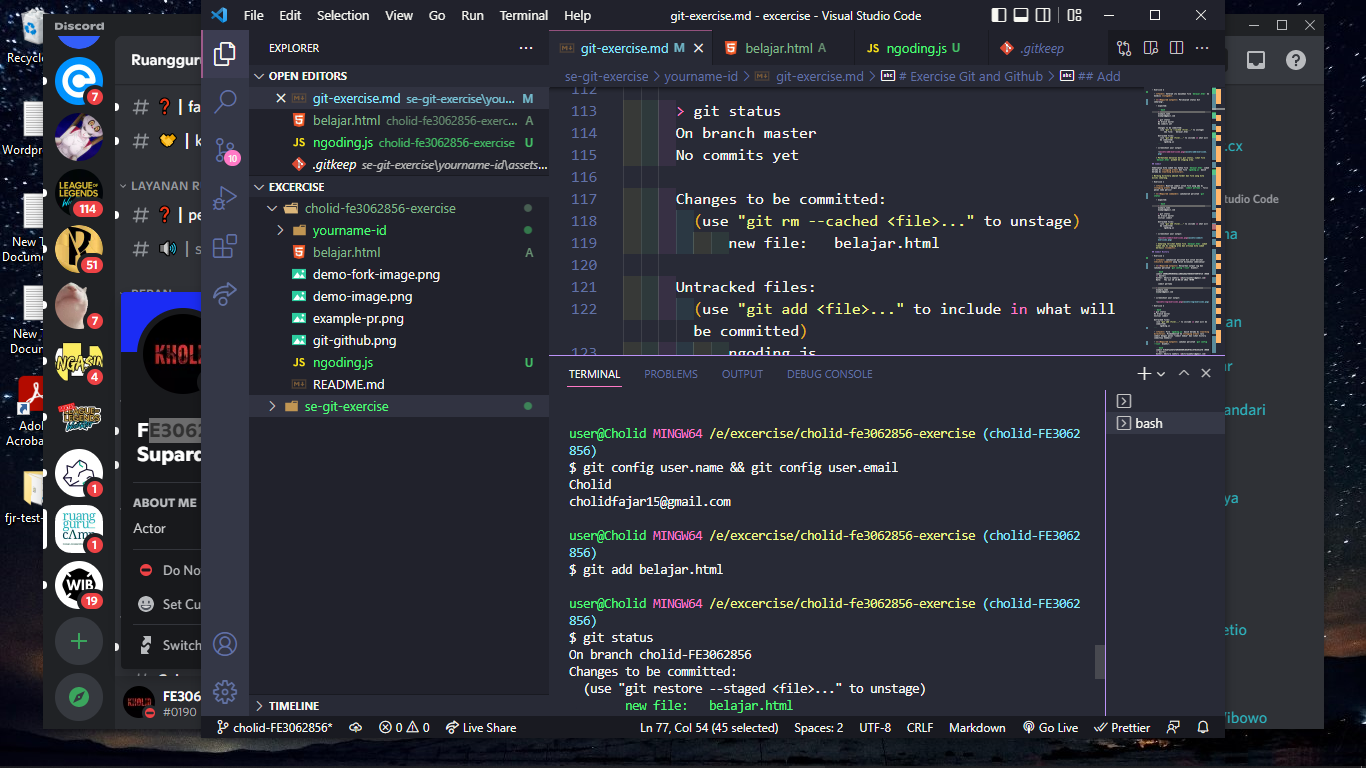 Discord
Recycl
Wordpr
New T
Docum
New T
Docum
Adol
Acroba
fjr-test-
7
114
51
7
4
1
1
19
LEAGUE OF LEGENDS
NGASIN
ruang guru cAmp
WIB
Ruanggur
# ❓ | fa
# 🤝 | k
LAYANAN R
# ❓ | pe
# 🔊 | s
KHOLID
FE3062
Supard
ABOUT ME
Actor
Do No
Set Cu
Switch
FE306
#0190
File Edit Selection View Go Run Terminal Help
git-exercise.md - excercise - Visual Studio Code
10
EXPLORER
OPEN EDITORS
git-exercise.md se-git-exercise\you... M
belajar.html cholid-fe3062856-exerc... A
ngoding.js cholid-fe3062856-exercise U
.gitkeep se-git-exercise\yourname-id\assets...
EXCERCISE
cholid-fe3062856-exercise
yourname-id
belajar.html A
demo-fork-image.png
demo-image.png
example-pr.png
git-github.png
JS ngoding.js U
README.md
se-git-exercise
TIMELINE
git-exercise.md M
belajar.html A
JS ngoding.js U
.gitkeep
se-git-exercise > yourname-id > git-exercise.md > # Exercise Git and Github > ## Add
112
113 > git status
114 On branch master
115 No commits yet
116
117 Changes to be committed:
118 (use "git rm --cached <file>..." to unstage)
119 new file: belajar.html
120
121 Untracked files:
122 (use "git add <file>..." to include in what will
be committed)
123 ngoding.js
TERMINAL PROBLEMS OUTPUT DEBUG CONSOLE
bash
user@Cholid MINGW64 /e/excercise/cholid-fe3062856-exercise (cholid-FE3062
856)
$ git config user.name && git config user.email
Cholid
cholidfajar15@gmail.com
user@Cholid MINGW64 /e/excercise/cholid-fe3062856-exercise (cholid-FE3062
856)
$ git add belajar.html
user@Cholid MINGW64 /e/excercise/cholid-fe3062856-exercise (cholid-FE3062
856)
$ git status
On branch cholid-FE3062856
Changes to be committed:
(use "git restore --staged <file>..." to unstage)
new file: belajar.html
cholid-FE3062856* 0 0 Live Share
Ln 77, Col 54 (45 selected) Spaces: 2 UTF-8 CRLF Markdown Go Live Prettier
.cx
tudio Code
na
an
ar
andari
ya
etio
Wibowo